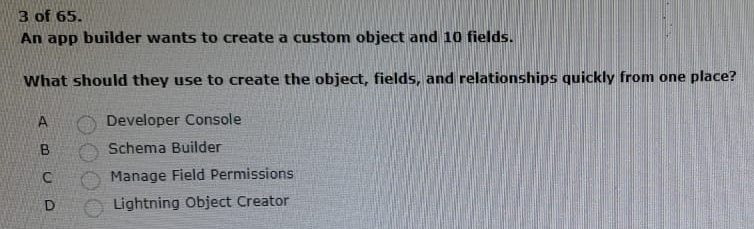 3 of 65.
An app builder wants to create a custom object and 10 fields.
What should they use to create the object, fields, and relationships quickly from one place?
A Developer Console
B Schema Builder
C Manage Field Permissions
D Lightning Object Creator